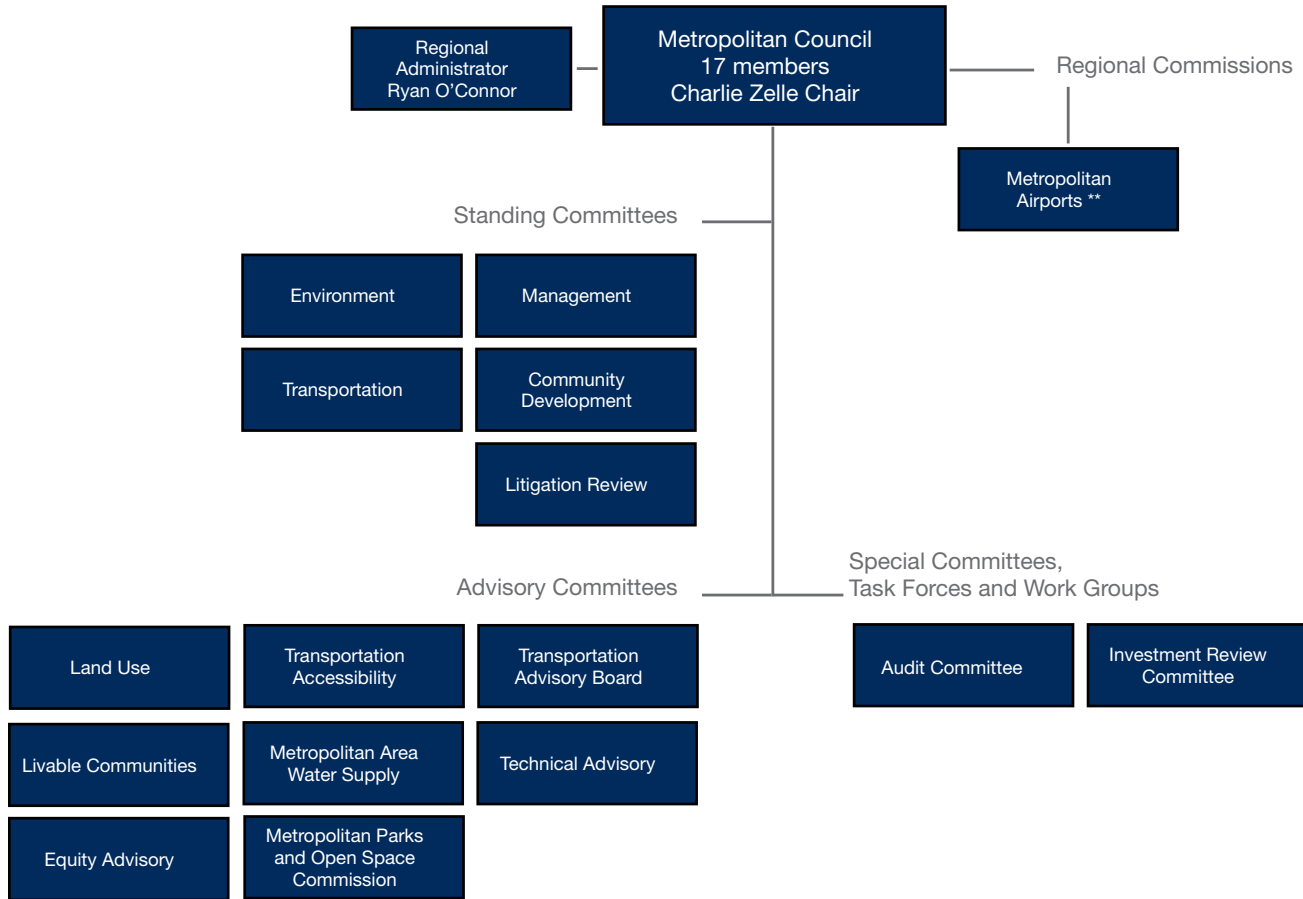 Regional
Administrator
Ryan O’Connor
Metropolitan Council
17 members
Charlie Zelle Chair
Regional Commissions
Metropolitan
Airports **
Standing Committees
Environment
Management
Transportation
Community
Development
Litigation Review
Advisory Committees
Special Committees,
Task Forces and Work Groups
Land Use
Transportation
Accessibility
Transportation
Advisory Board
Audit Committee
Investment Review
Committee
Livable Communities
Metropolitan Area
Water Supply
Technical Advisory
Equity Advisory
Metropolitan Parks
and Open Space
Commission